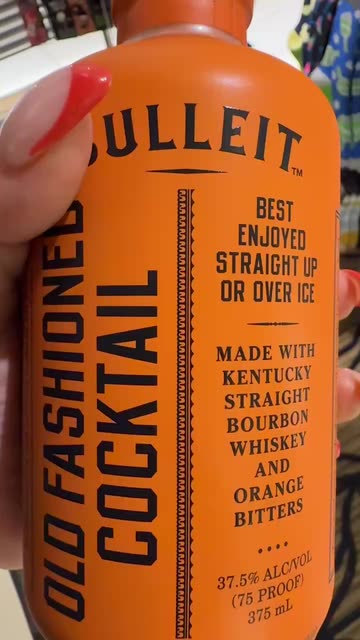 BULLEIT™
OLD FASHIONED
COCKTAIL
BEST
ENJOYED
STRAIGHT UP
OR OVER ICE
MADE WITH
KENTUCKY
STRAIGHT
BOURBON
WHISKEY
AND
ORANGE
BITTERS
37.5% ALC/VOL
(75 PROOF)
375 mL